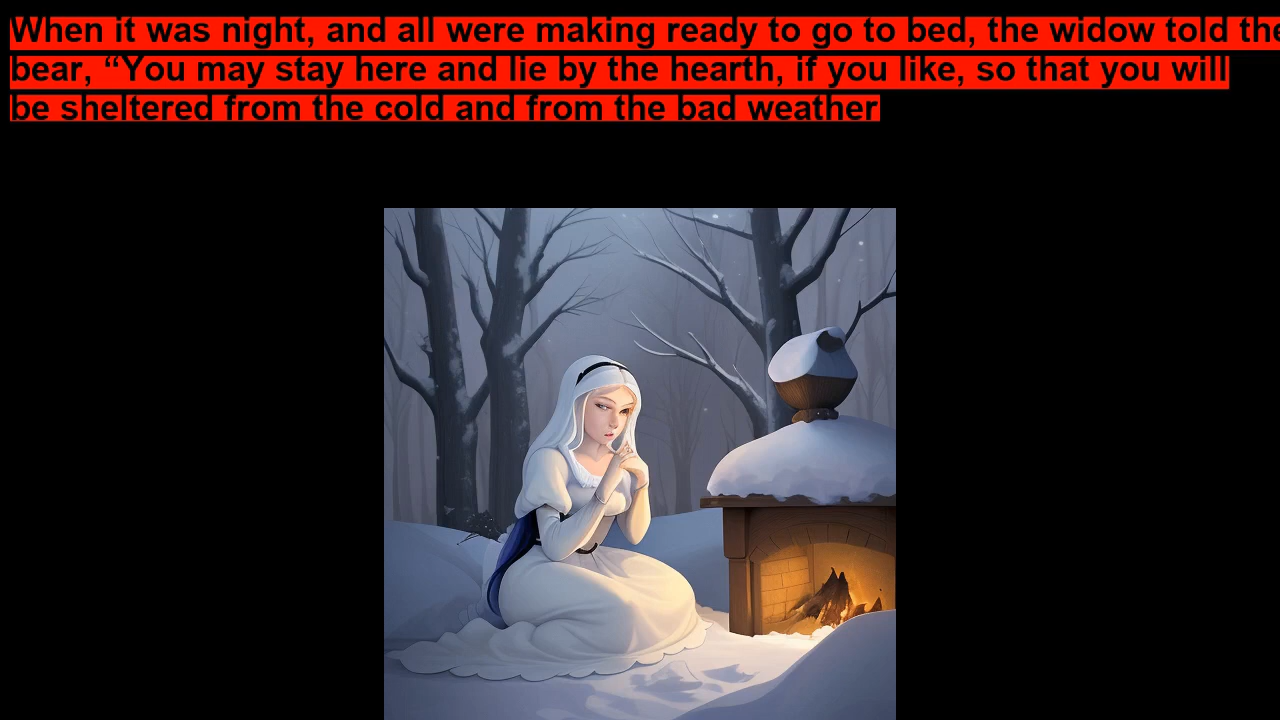 When it was night, and all were making ready to go to bed, the widow told the
bear, “You may stay here and lie by the hearth, if you like, so that you will
be sheltered from the cold and from the bad weather